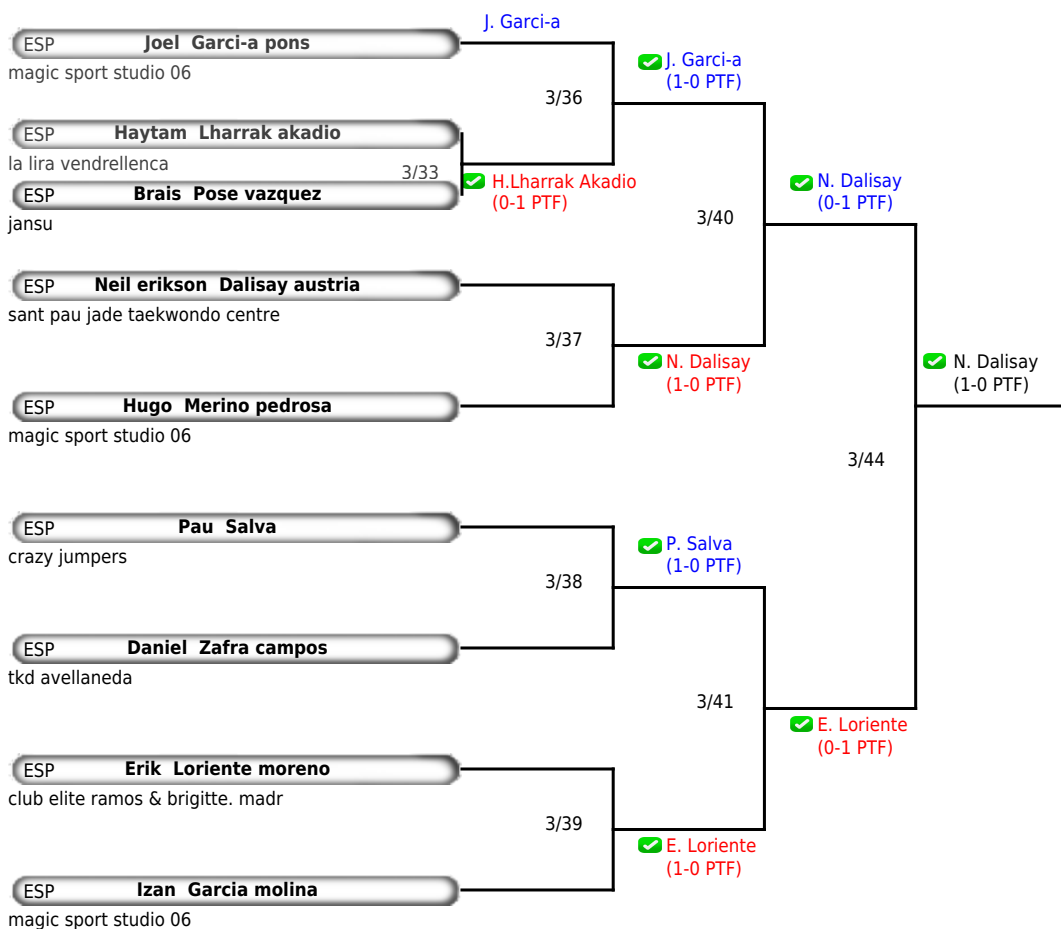 J. Garci-a
ESP Joel Garci-a pons
magic sport studio 06
J. Garci-a
(1-0 PTF)
3/36
ESP Haytam Lharrak akadio
la lira vendrellenca
3/33
H.Lharrak Akadio
(0-1 PTF)
ESP Brais Pose vazquez
jansu
N. Dalisay
(0-1 PTF)
3/40
ESP Neil erikson Dalisay austria
sant pau jade taekwondo centre
3/37
N. Dalisay
(1-0 PTF)
N. Dalisay
(1-0 PTF)
ESP Hugo Merino pedrosa
magic sport studio 06
3/44
ESP Pau Salva
crazy jumpers
P. Salva
(1-0 PTF)
3/38
ESP Daniel Zafra campos
tkd avellaneda
3/41
E. Loriente
(0-1 PTF)
ESP Erik Loriente moreno
club elite ramos & brigitte. madr
3/39
E. Loriente
(1-0 PTF)
ESP Izan Garcia molina
magic sport studio 06